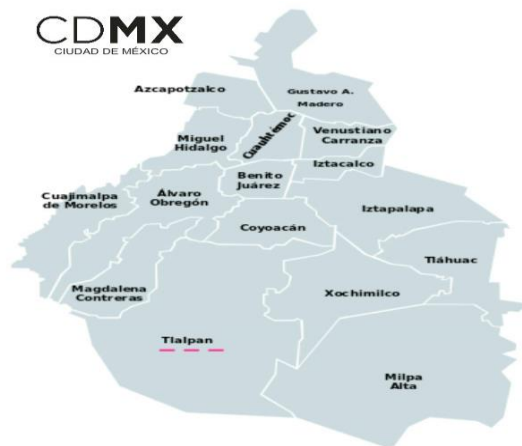 CDMX
CIUDAD DE MÉXICO
Azcapotzalco
Gustavo A.
Madero
Miguel
Hidalgo
Cuauhtémoc
Venustiano
Carranza
Iztacalco
Benito
Juárez
Cuajimalpa
de Morelos
Álvaro
Obregón
Iztapalapa
Coyoacán
Tláhuac
Magdalena
Contreras
Xochimilco
Tlalpan
Milpa
Alta